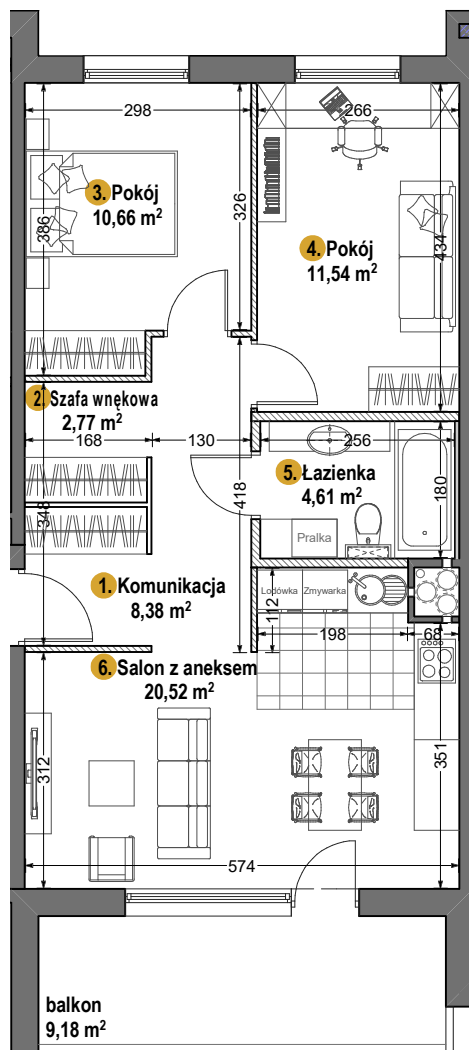 298
266
3. Pokój
10,66 m²
386
326
434
4. Pokój
11,54 m²
2. Szafa wnękowa
2,77 m²
168
130
256
5. Łazienka
4,61 m²
180
418
348
Pralka
1. Komunikacja
8,38 m²
Lodówka
Zmywarka
112
198
68
6. Salon z aneksem
20,52 m²
312
351
574
balkon
9,18 m²